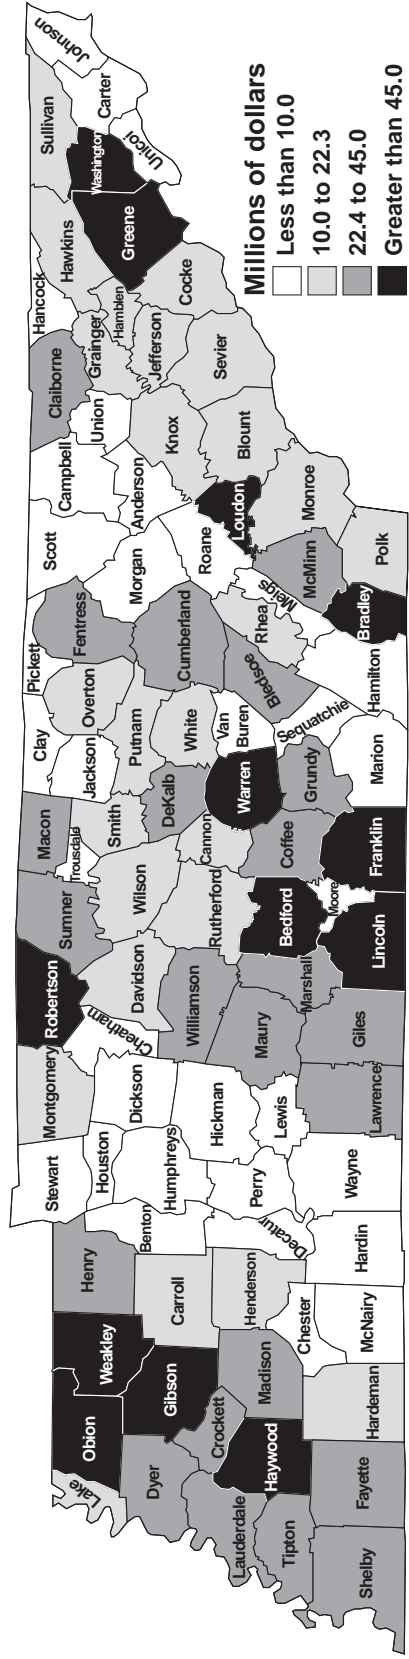 Lake
Obion
Weakley
Henry
Stewart
Montgomery
Robertson
Sumner
Macon
Trousdale
Clay
Pickett
Jackson
Overton
Fentress
Scott
Campbell
Claiborne
Hancock
Hawkins
Sullivan
Johnson
Carter
Washington
Unicoi
Greene
Union
Grainger
Hamblen
Cocke
Jefferson
Sevier
Knox
Blount
Anderson
Morgan
Roane
Loudon
Monroe
McMinn
Polk
Bradley
Meigs
Rhea
Hamilton
Cumberland
Bledsoe
Sequatchie
Marion
Putnam
White
Van
Buren
Warren
Grundy
Smith
DeKalb
Cannon
Coffee
Franklin
Moore
Wilson
Rutherford
Bedford
Lincoln
Davidson
Williamson
Marshall
Maury
Giles
Cheatham
Dickson
Hickman
Lewis
Lawrence
Houston
Humphreys
Perry
Wayne
Benton
Decatur
Hardin
Carroll
Henderson
Chester
McNairy
Gibson
Madison
Hardeman
Crockett
Haywood
Fayette
Dyer
Lauderdale
Tipton
Shelby
Millions of dollars
Less than 10.0
10.0 to 22.3
22.4 to 45.0
Greater than 45.0